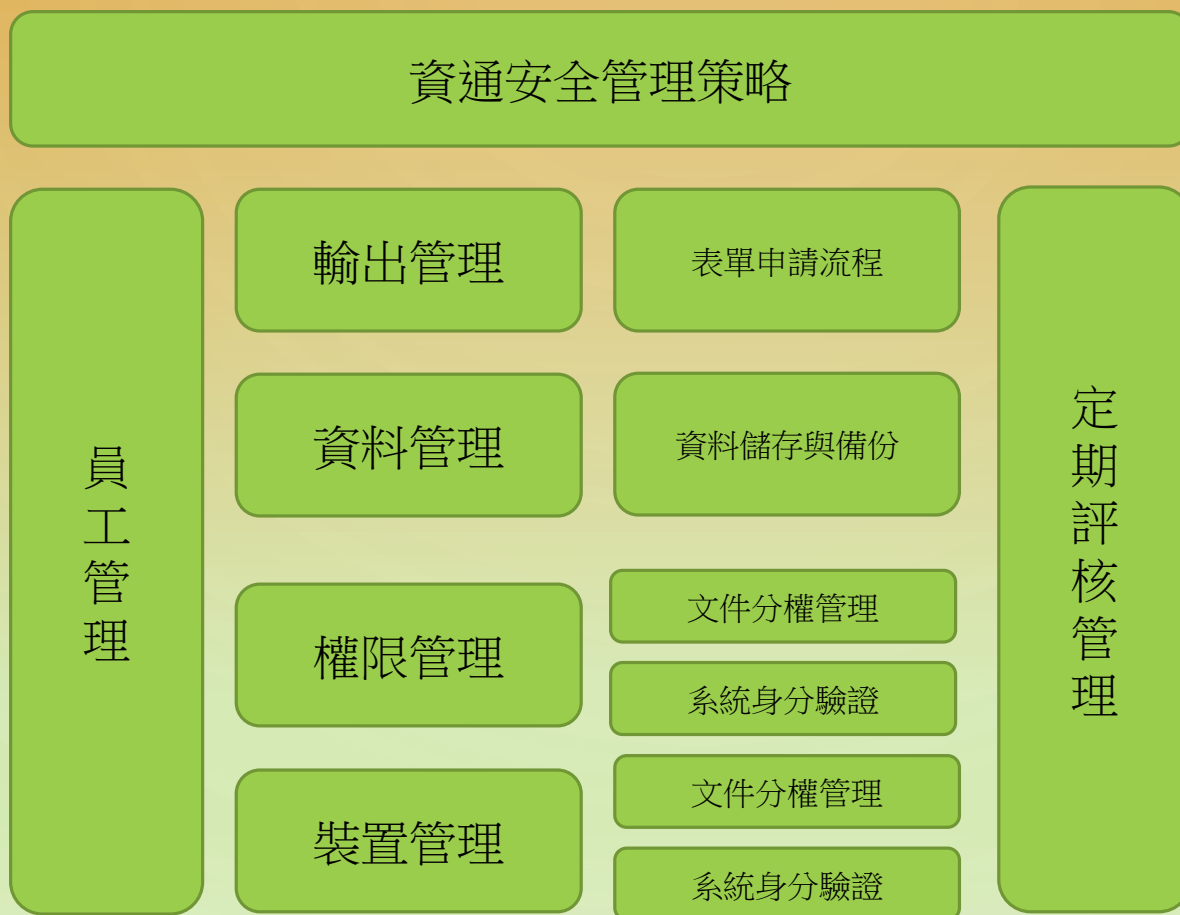 資通安全管理策略
員工管理
輸出管理
表單申請流程
資料管理
資料儲存與備份
權限管理
文件分權管理
系統身分驗證
裝置管理
文件分權管理
系統身分驗證
定期評核管理